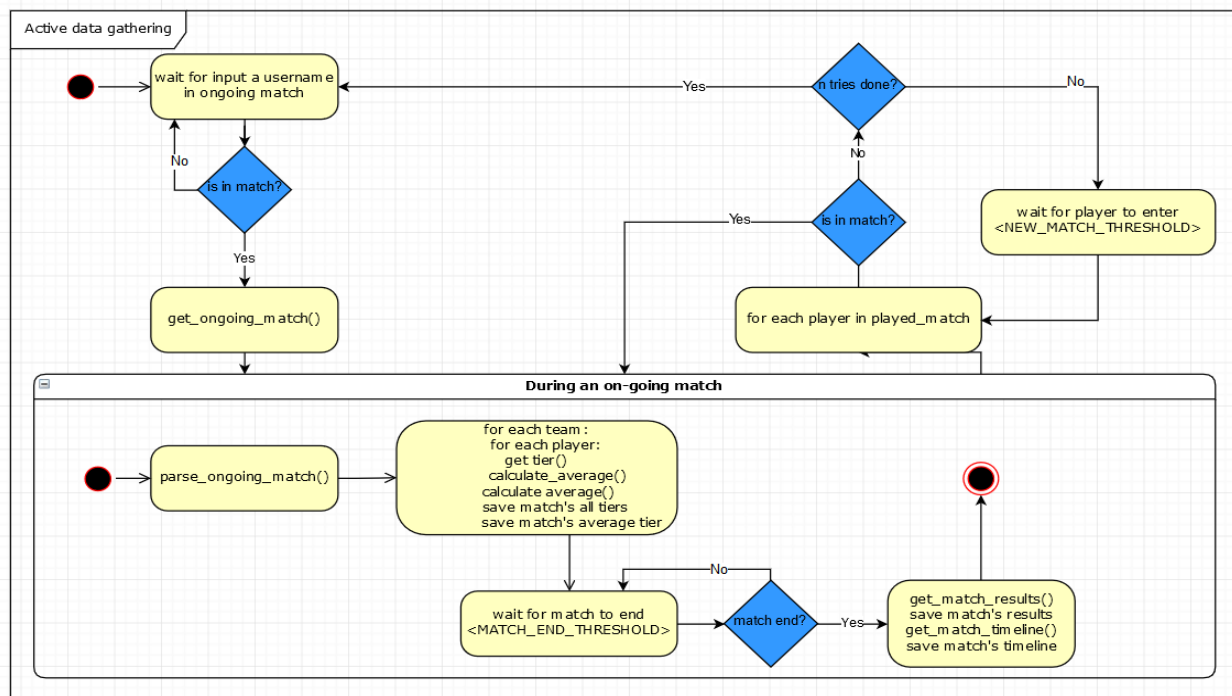 Active data gathering
wait for input a username
in ongoing match
Yes
n tries done?
No
No
is in match?
No
Yes
is in match?
wait for player to enter
<NEW_MATCH_THRESHOLD>
Yes
get_ongoing_match()
for each player in played_match
During an on-going match
for each team :
for each player:
get tier()
calculate_average()
calculate average()
save match's all tiers
save match's average tier
parse_ongoing_match()
No
wait for match to end
<MATCH_END_THRESHOLD>
match end?
Yes
get_match_results()
save match's results
get_match_timeline()
save match's timeline